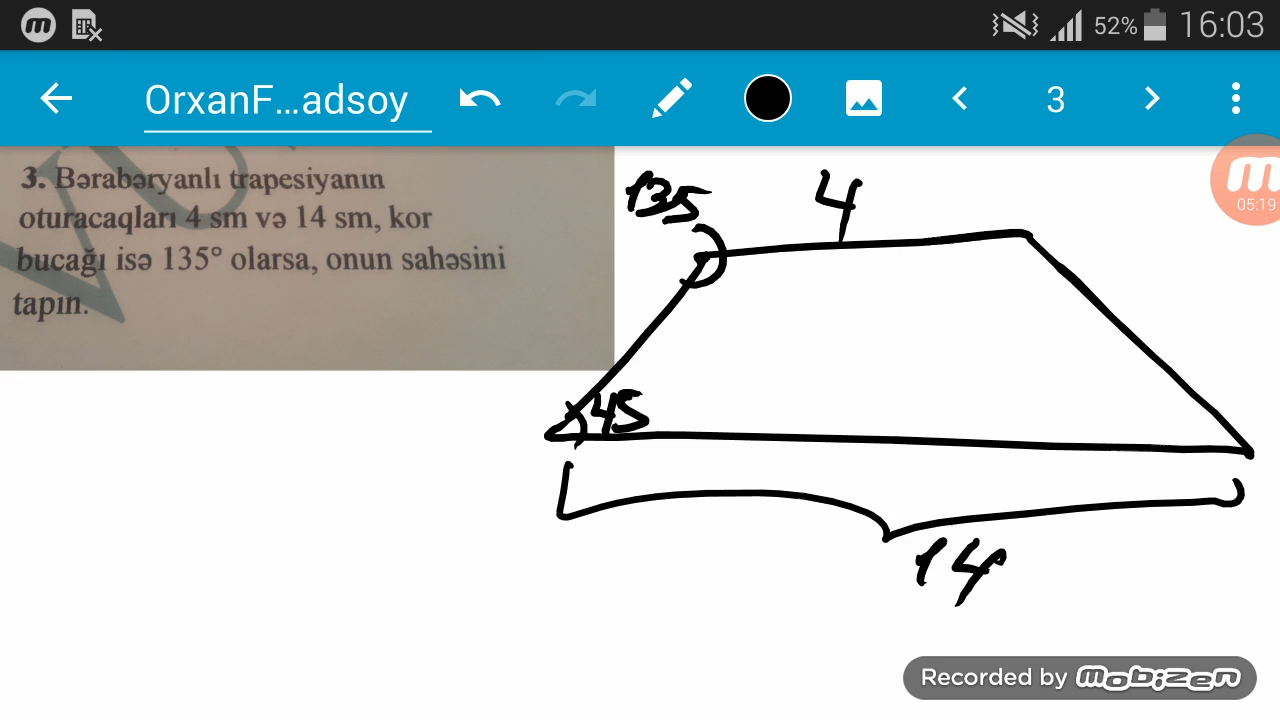 52% 16:03
OrxanF...adsoy 3
05:19
3. Bərabəryanlı trapesiyanın
oturacaqları 4 sm və 14 sm, kor
bucağı isə 135° olarsa, onun sahəsini
tapın.
135
4
45
14
Recorded by mobizen